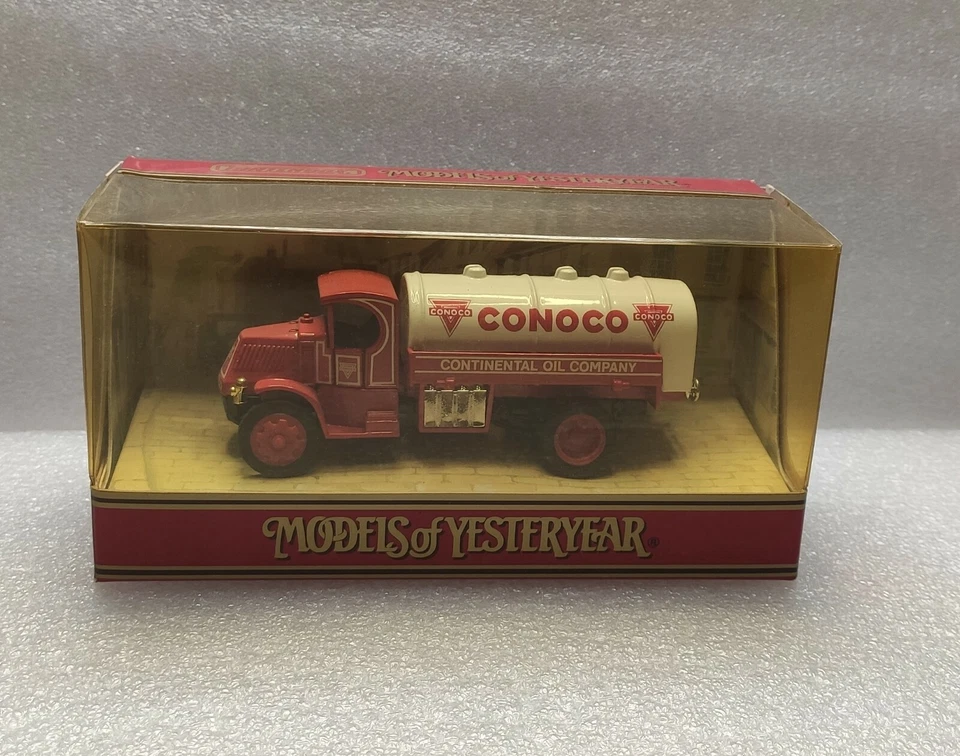 MODELS of YESTERYEAR
CONOCO
CONOCO
CONOCO
CONTINENTAL OIL COMPANY
MODELS of YESTERYEAR®